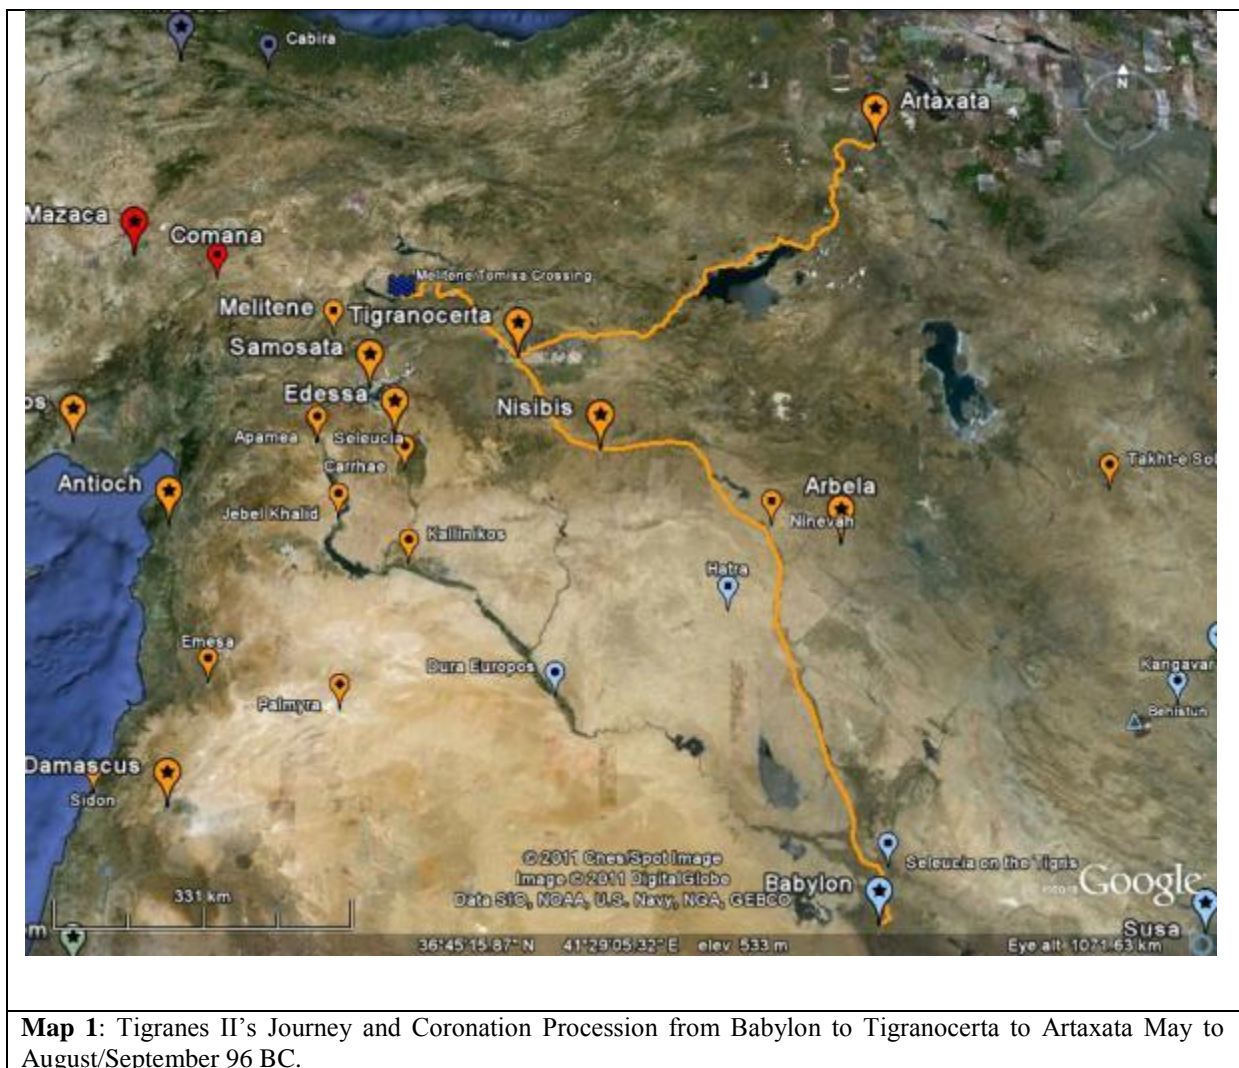 Cabira
Artaxata
N
Mazaca
Comana
Melitene/Tomisa Crossing
Melitene
Tigranocerta
Samosata
Edessa
os
Nisibis
Apamea
Seleucia
Carrhae
Takht-e Sol
Antioch
Arbela
Jebel Khalid
Ninevah
Kallinikos
Hatra
Emesa
Dura Europos
Kangavar
Palmyra
Behistun
Damascus
Sidon
© 2011 Cnes/Spot Image
Image © 2011 DigitalGlobe
Data SIO, NOAA, U.S. Navy, NGA, GEBCO
Seleucia on the Tigris
Babylon
Google
331 km
m
Susa
36°45'15.87" N 41°29'05.32" E elev 533 m
Eye alt 1071.63 km
Map 1: Tigranes II’s Journey and Coronation Procession from Babylon to Tigranocerta to Artaxata May to
August/September 96 BC.